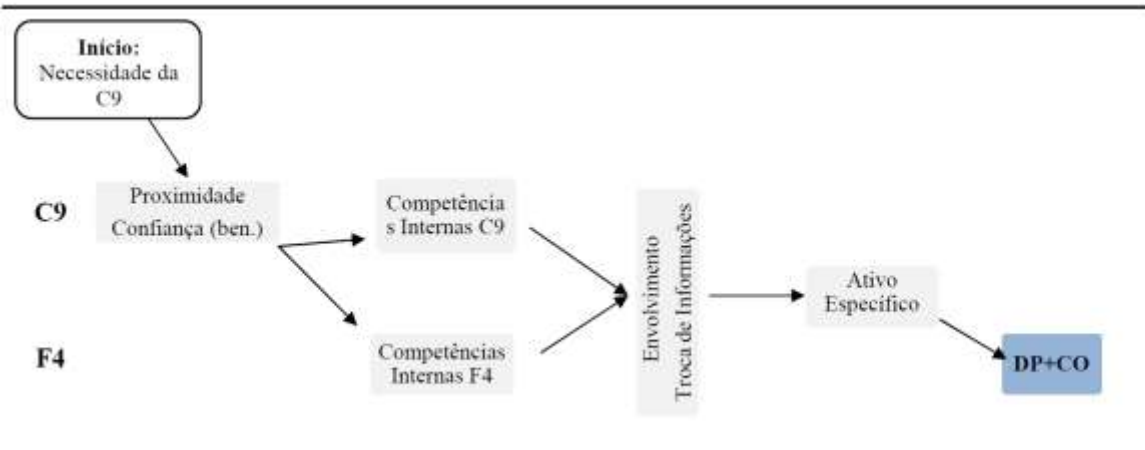 Início:
Necessidade da
C9
C9
Proximidade
Confiança (ben.)
Competência
s Internas C9
F4
Competências
Internas F4
Envolvimento
Troca de Informações
Ativo
Específico
DP+CO